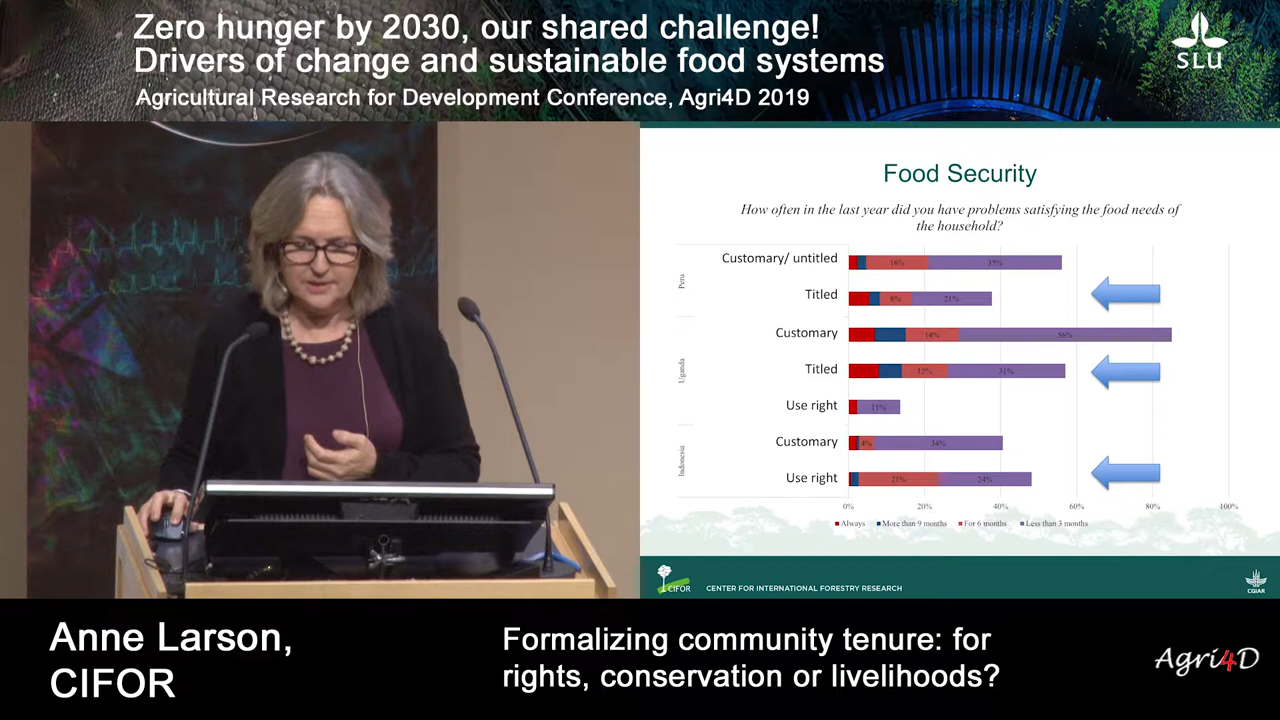 Zero hunger by 2030, our shared challenge!
Drivers of change and sustainable food systems
Agricultural Research for Development Conference, Agri4D 2019
SLU
Food Security
How often in the last year did you have problems satisfying the food needs of
the household?
Peru
Customary/ untitled
16%
35%
Titled
8%
21%
Uganda
Customary
14%
56%
Titled
12%
31%
Use right
11%
Indonesia
Customary
4%
34%
Use right
21%
24%
0%
20%
40%
60%
80%
100%
Always
More than 9 months
For 6 months
Less than 3 months
CIFOR
CENTER FOR INTERNATIONAL FORESTRY RESEARCH
CGIAR
Anne Larson,
CIFOR
Formalizing community tenure: for
rights, conservation or livelihoods?
Agri4D